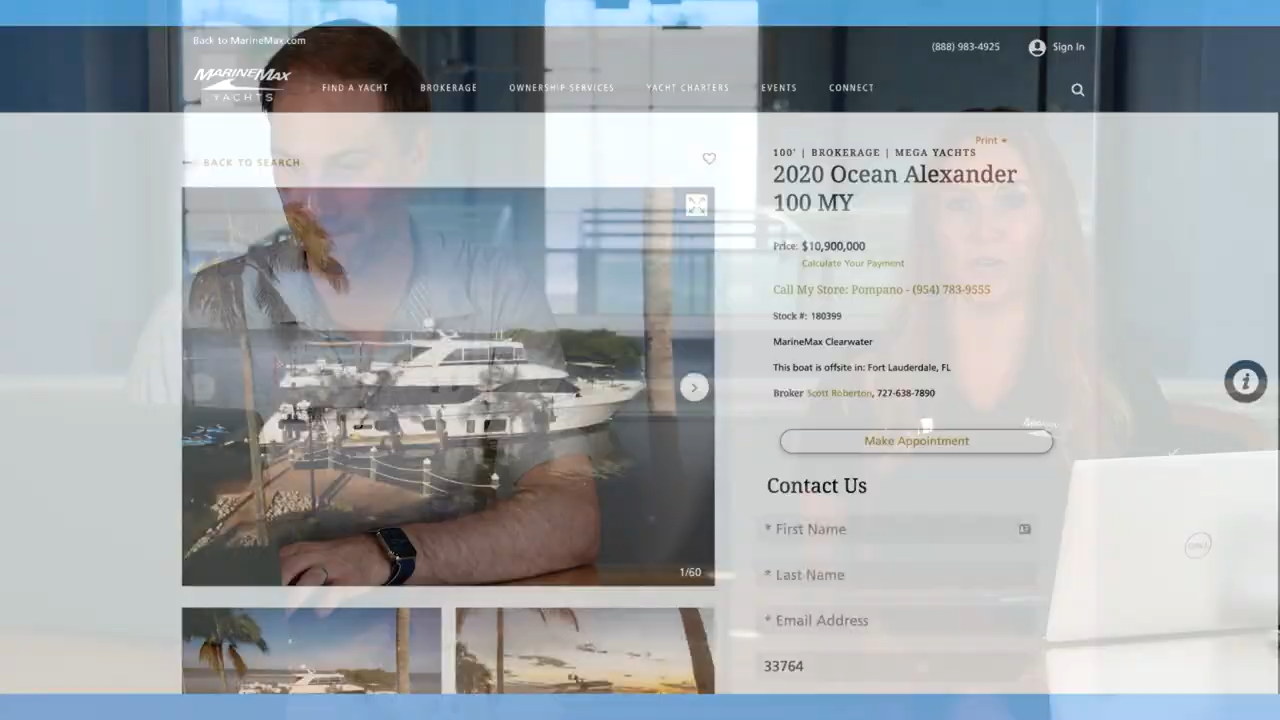 Back to MarineMax.com
(888) 983-4925
Sign In
MARINEMAX
YACHTS
FIND A YACHT
BROKERAGE
OWNERSHIP SERVICES
YACHT CHARTERS
EVENTS
CONNECT
BACK TO SEARCH
Print
100' | BROKERAGE | MEGA YACHTS
2020 Ocean Alexander
100 MY
Price: $10,900,000
Calculate Your Payment
Call My Store: Pompano - (954) 783-9555
Stock #: 180399
MarineMax Clearwater
This boat is offsite in: Fort Lauderdale, FL
Broker Scott Roberton, 727-638-7890
Make Appointment
Contact Us
* First Name
* Last Name
* Email Address
33764
1/60
DELL